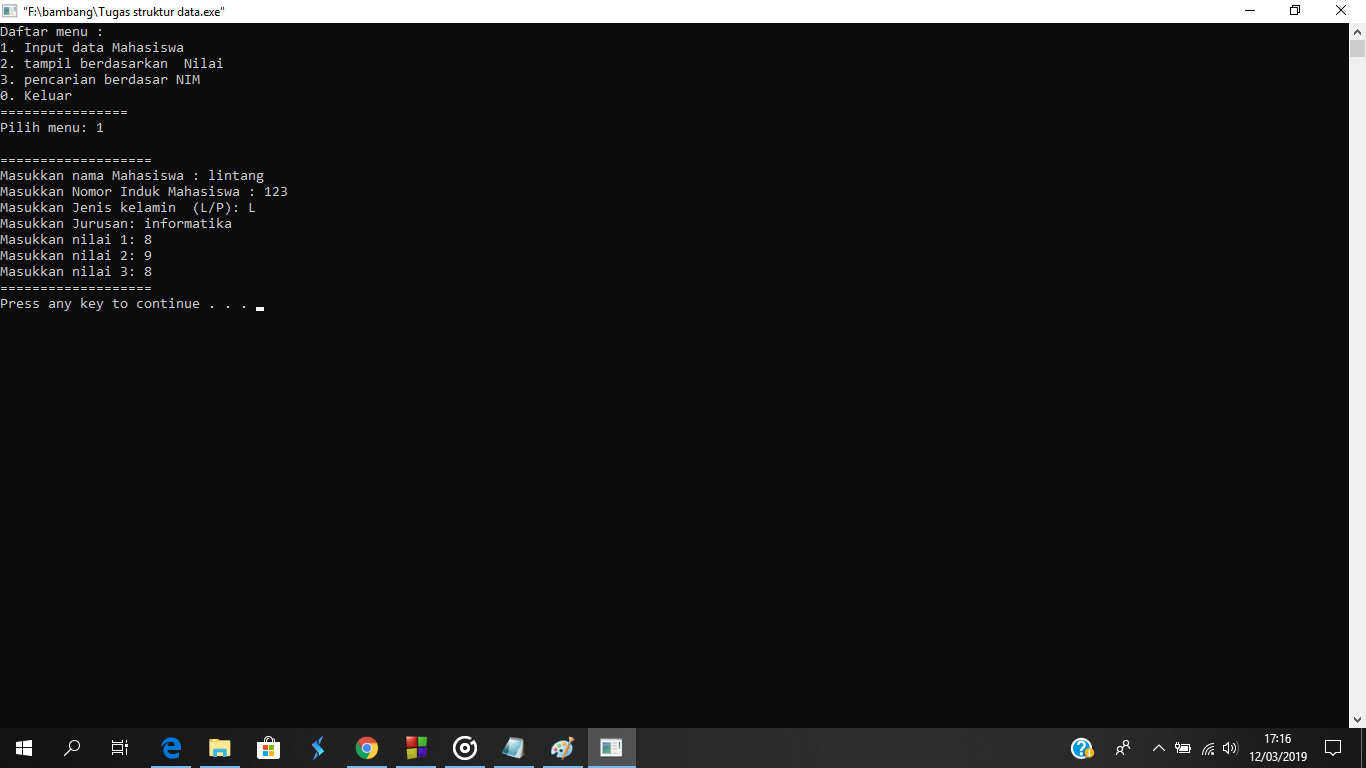 "F:\bambang\Tugas struktur data.exe"
Daftar menu :
1. Input data Mahasiswa
2. tampil berdasarkan  Nilai
3. pencarian berdasar NIM
0. Keluar
================
Pilih menu: 1
===================
Masukkan nama Mahasiswa : lintang
Masukkan Nomor Induk Mahasiswa : 123
Masukkan Jenis kelamin  (L/P): L
Masukkan Jurusan: informatika
Masukkan nilai 1: 8
Masukkan nilai 2: 9
Masukkan nilai 3: 8
===================
Press any key to continue . . .
17:16
12/03/2019